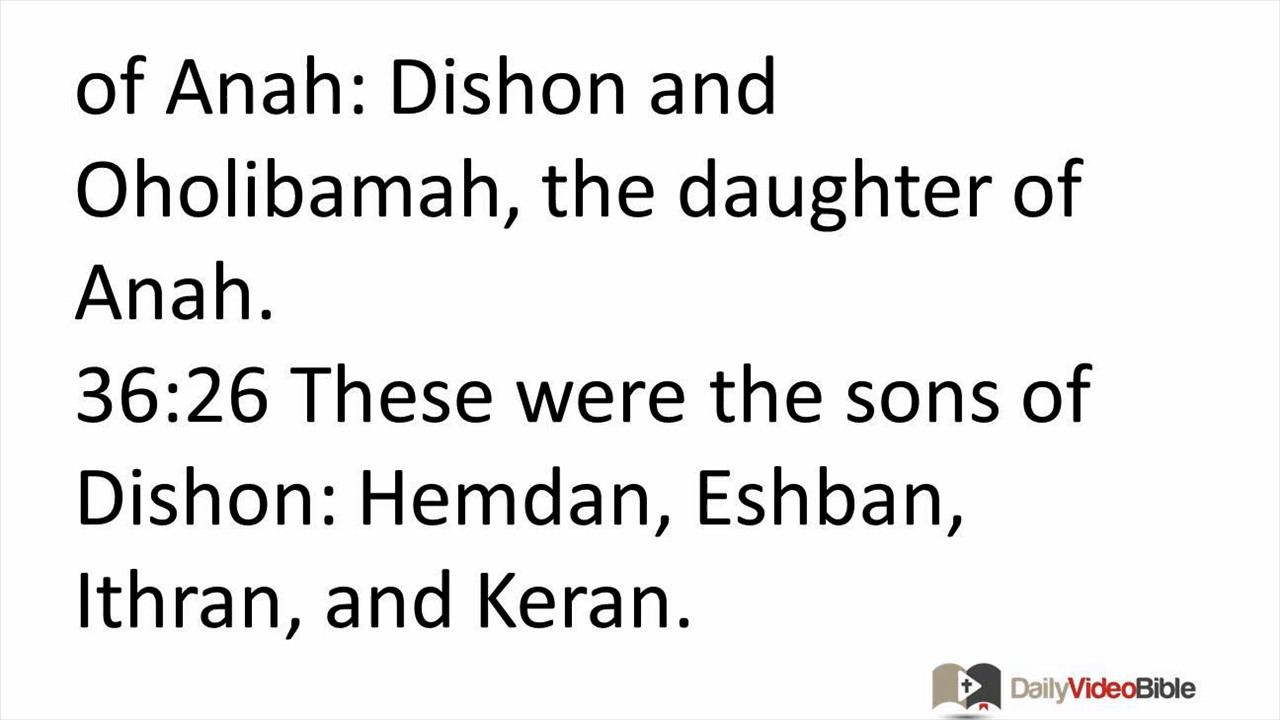 of Anah: Dishon and
Oholibamah, the daughter of
Anah.
36:26 These were the sons of
Dishon: Hemdan, Eshban,
Ithran, and Keran.
DailyVideoBible